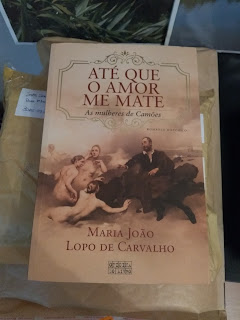 ATÉ QUE
O AMOR
ME MATE
As mulheres de Camões
MARIA JOÃO
LOPO DE CARVALHO